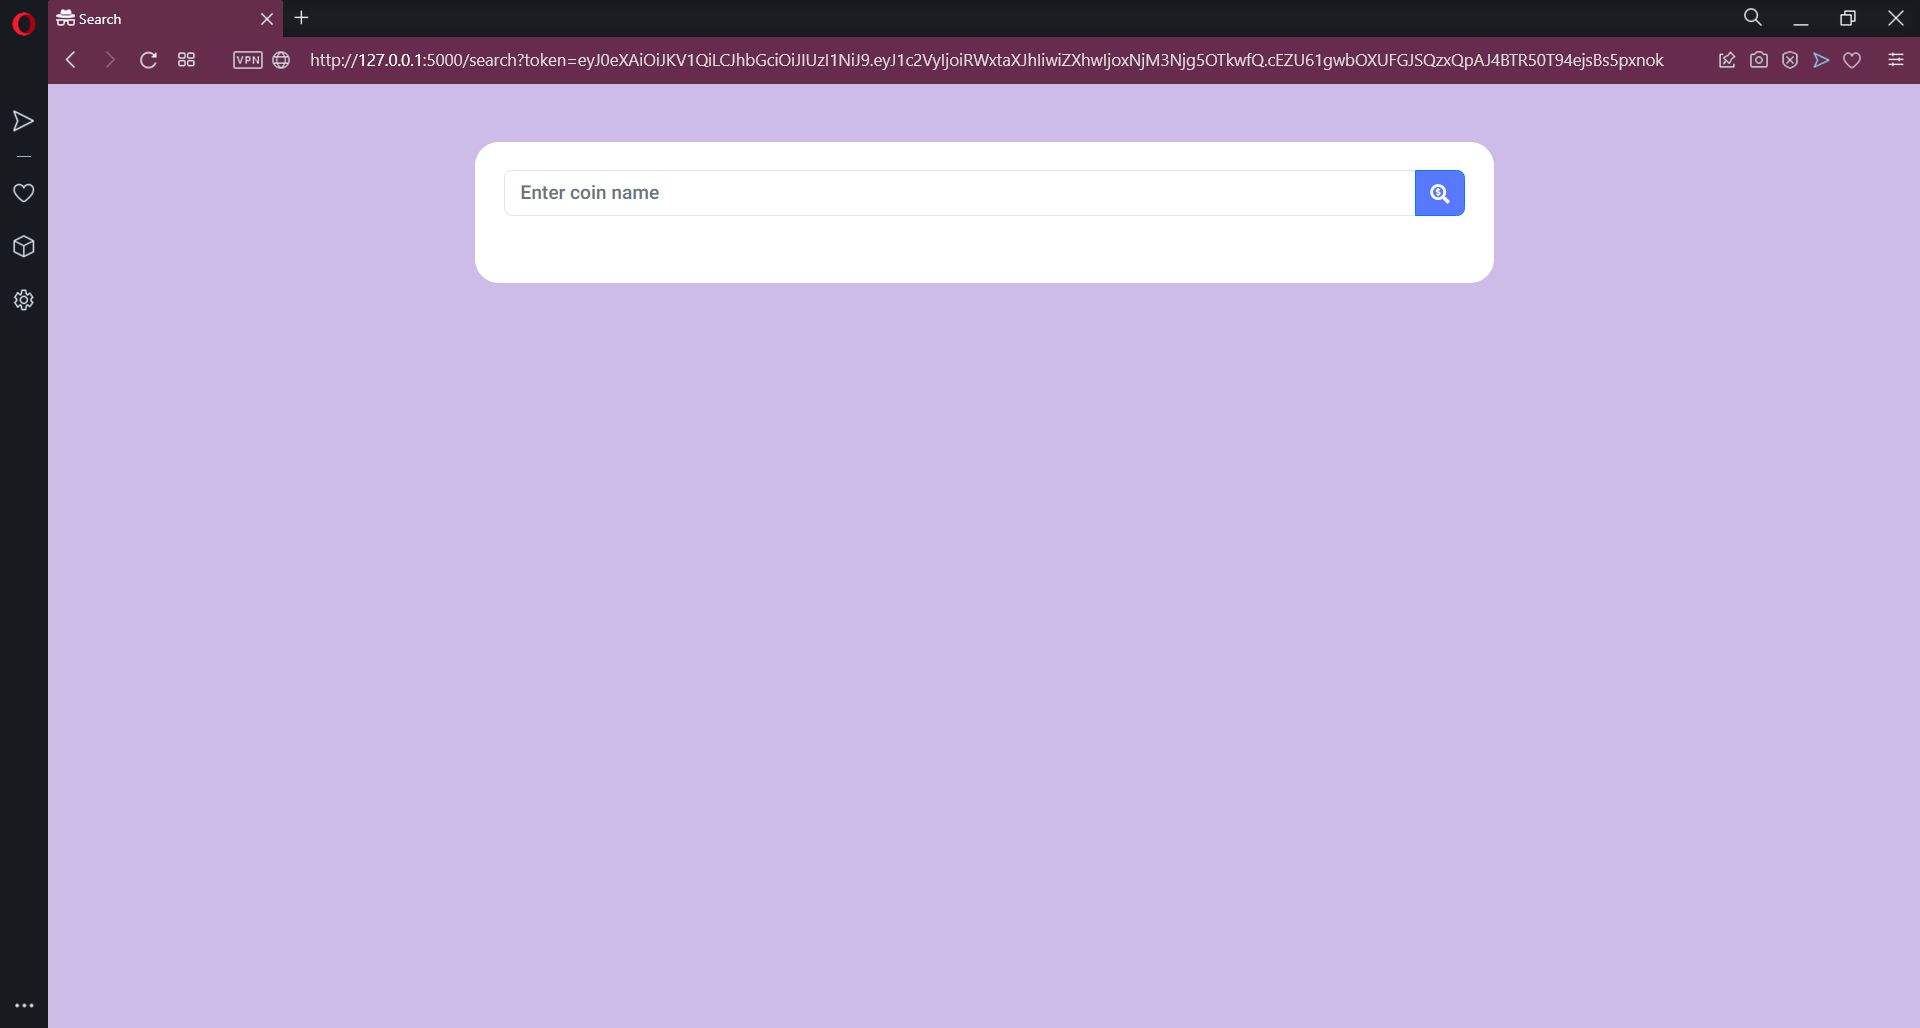 Search
VPN
http://127.0.0.1:5000/search?token=eyJ0eXAiOiJKV1QiLCJhbGciOiJIUzI1NiJ9.eyJ1c2VyIjoiRWxtaXJhIiwiZXhwIjoxNjM3Njg5OTkwfQ.cEZU61gwbOXUFGJSQzxQpAJ4BTR50T94ejsBs5pxnok
Enter coin name